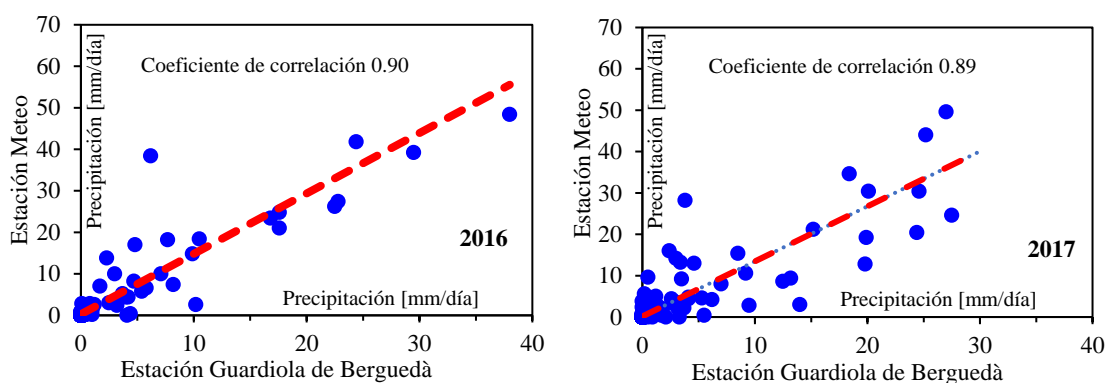 70
60
50
40
30
20
10
0
Estación Meteo
Precipitación [mm/día]
Coeficiente de correlación 0.90
2016
Precipitación [mm/día]
0 10 20 30 40
Estación Guardiola de Berguedà
70
60
50
40
30
20
10
0
Estación Meteo
Precipitación [mm/día]
Coeficiente de correlación 0.89
2017
Precipitación [mm/día]
0 10 20 30 40
Estación Guardiola de Berguedà